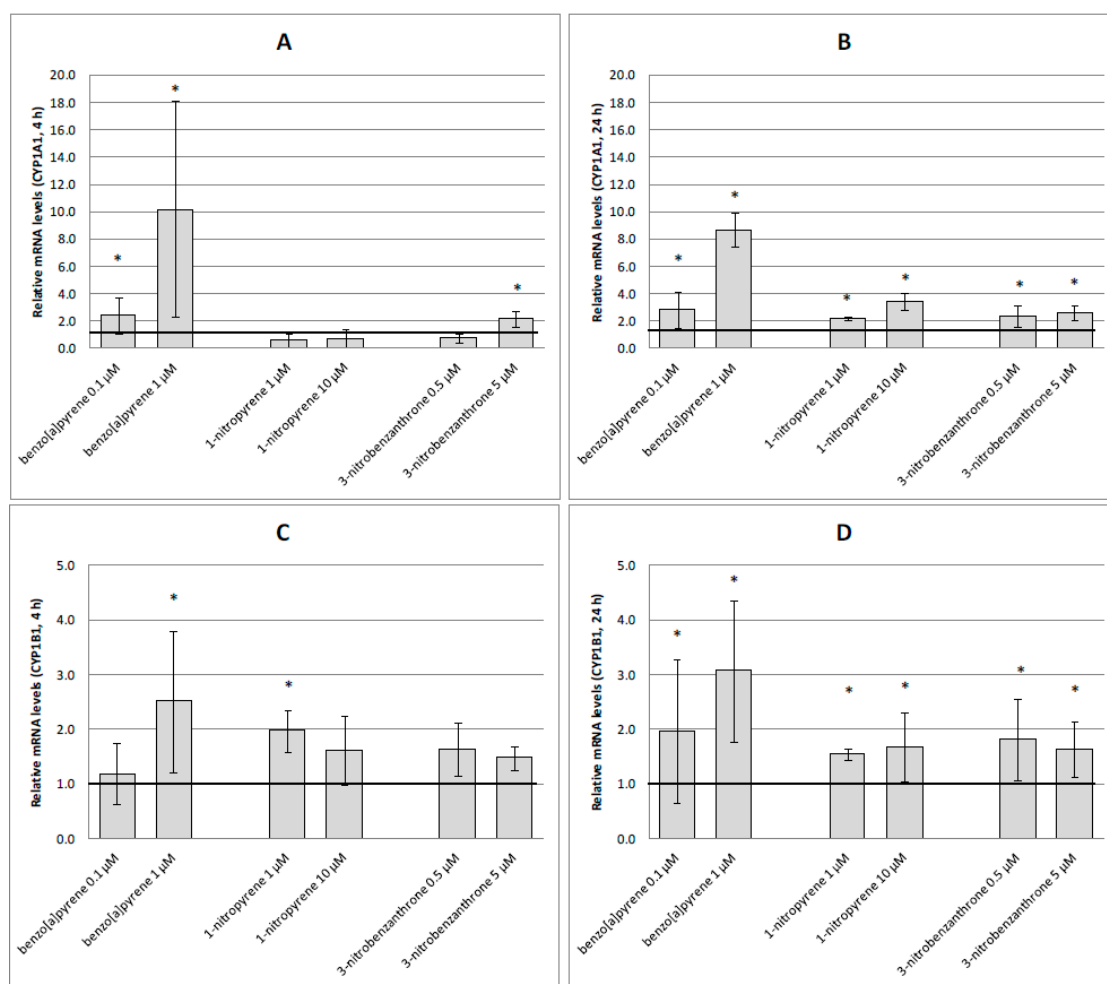 A
Relative mRNA levels (CYP1A1, 4 h)
20.0
18.0
16.0
14.0
12.0
10.0
8.0
6.0
4.0
2.0
0.0
*
*
*
benzo[a]pyrene 0.1 µM
benzo[a]pyrene 1 µM
1-nitropyrene 1 µM
1-nitropyrene 10 µM
3-nitrobenzanthrone 0.5 µM
3-nitrobenzanthrone 5 µM
B
Relative mRNA levels (CYP1A1, 24 h)
20.0
18.0
16.0
14.0
12.0
10.0
8.0
6.0
4.0
2.0
0.0
*
*
*
*
*
*
benzo[a]pyrene 0.1 µM
benzo[a]pyrene 1 µM
1-nitropyrene 1 µM
1-nitropyrene 10 µM
3-nitrobenzanthrone 0.5 µM
3-nitrobenzanthrone 5 µM
C
Relative mRNA levels (CYP1B1, 4 h)
5.0
4.0
3.0
2.0
1.0
0.0
*
*
benzo[a]pyrene 0.1 µM
benzo[a]pyrene 1 µM
1-nitropyrene 1 µM
1-nitropyrene 10 µM
3-nitrobenzanthrone 0.5 µM
3-nitrobenzanthrone 5 µM
D
Relative mRNA levels (CYP1B1, 24 h)
5.0
4.0
3.0
2.0
1.0
0.0
*
*
*
*
*
*
benzo[a]pyrene 0.1 µM
benzo[a]pyrene 1 µM
1-nitropyrene 1 µM
1-nitropyrene 10 µM
3-nitrobenzanthrone 0.5 µM
3-nitrobenzanthrone 5 µM